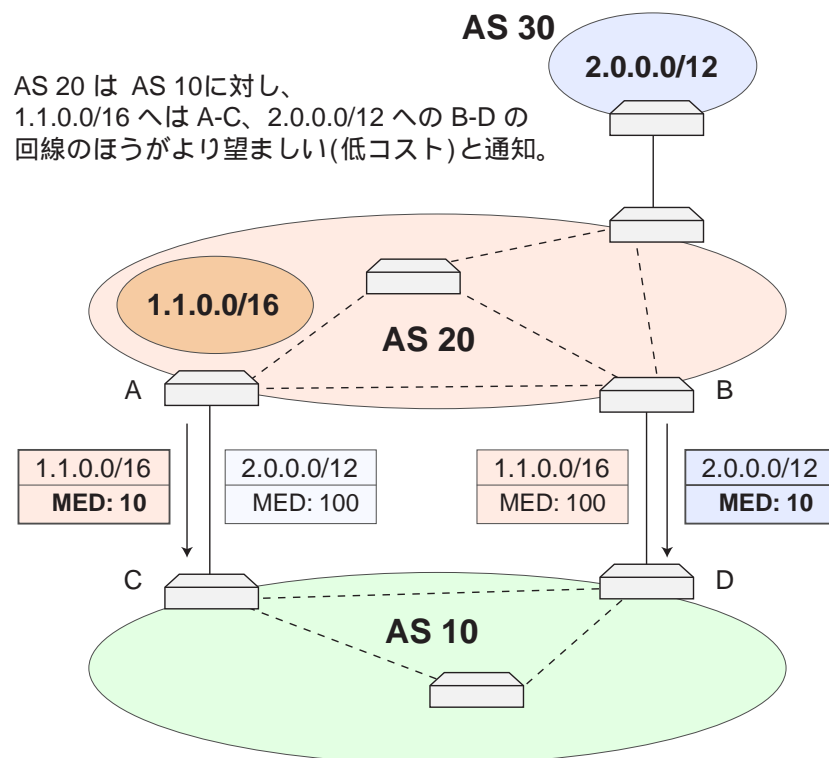 AS 30
2.0.0.0/12
AS 20 は AS 10に対し、
1.1.0.0/16 へは A-C、2.0.0.0/12 への B-D の
回線のほうがより望ましい(低コスト)と通知。
1.1.0.0/16
AS 20
A
B
1.1.0.0/16
MED: 10
2.0.0.0/12
MED: 100
1.1.0.0/16
MED: 100
2.0.0.0/12
MED: 10
C
D
AS 10